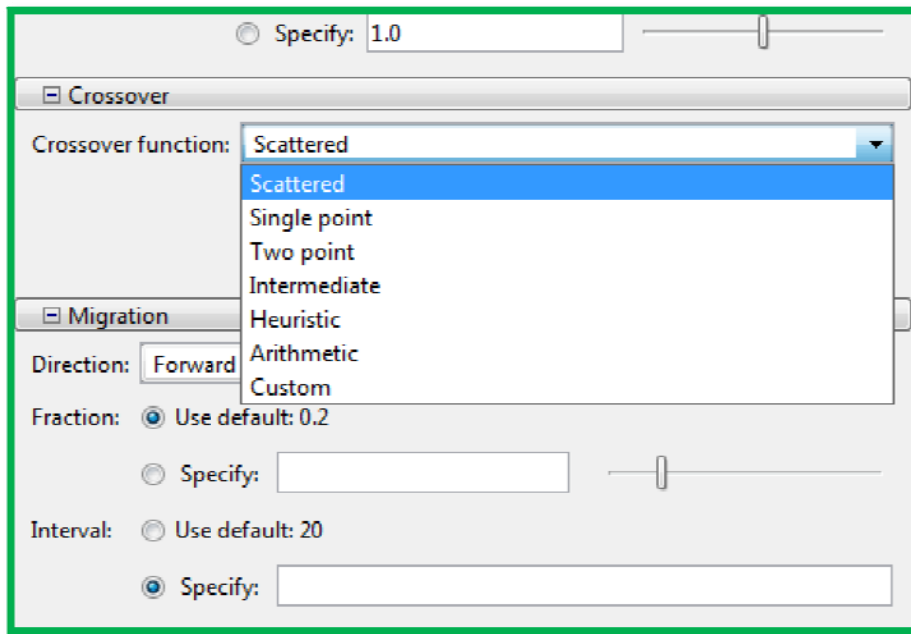 Specify: 1.0
Crossover
Crossover function: Scattered
Scattered
Single point
Two point
Intermediate
Heuristic
Arithmetic
Custom
Migration
Direction: Forward
Fraction: Use default: 0.2
Specify:
Interval: Use default: 20
Specify: